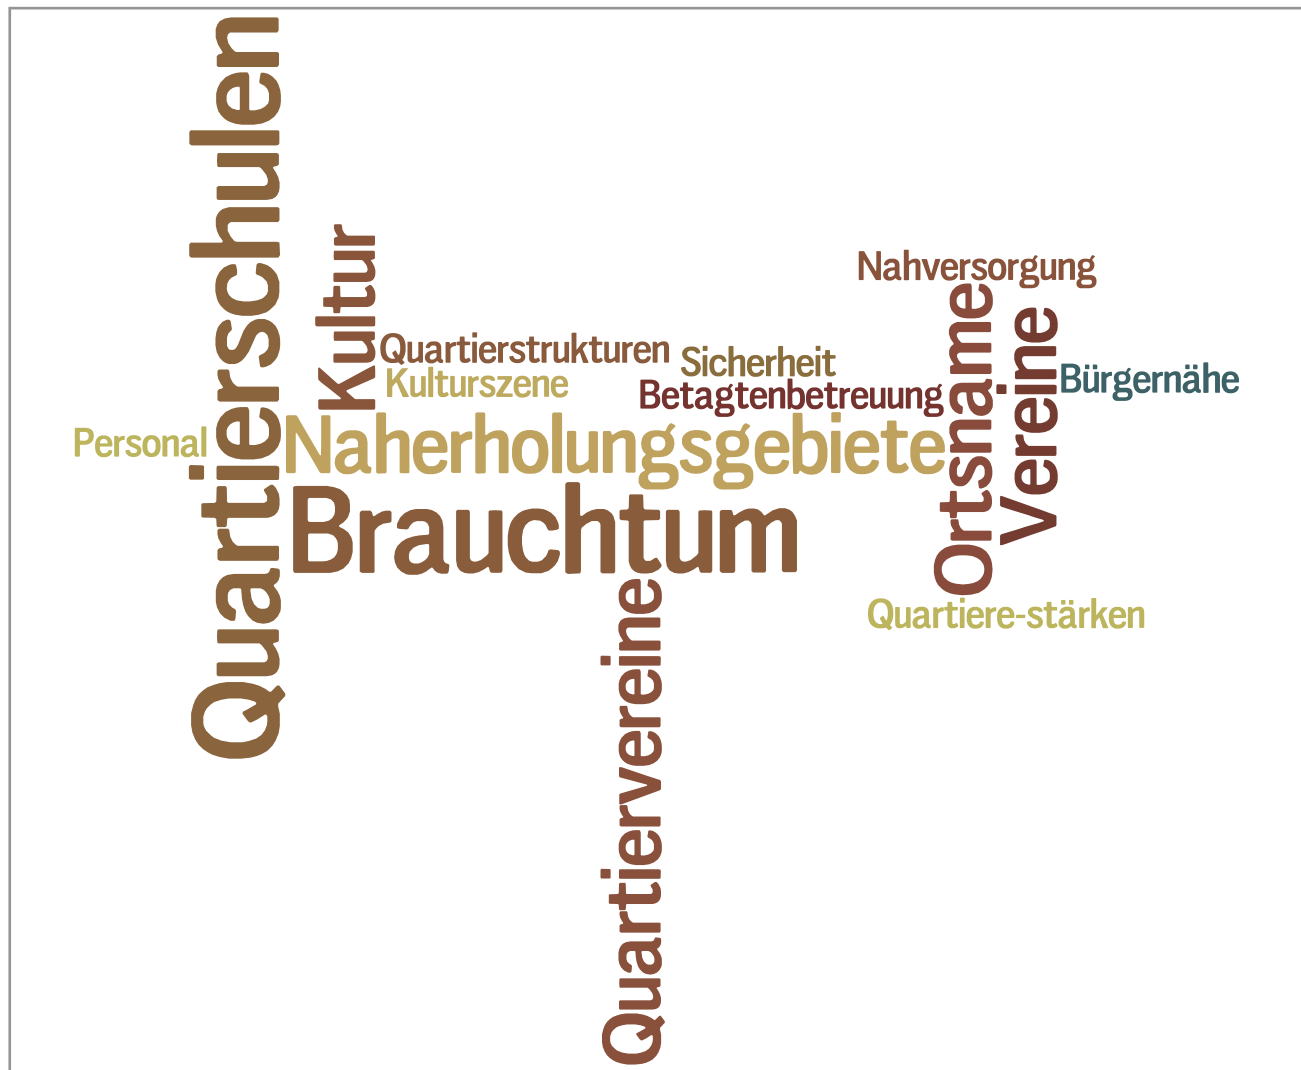 Quartierschulen
Kultur
Nahversorgung
Quartierstrukturen
Sicherheit
Kulturszene
Betagtenbetreuung
Ortsname
Vereine
Bürgernähe
Personal
Naherholungsgebiete
Brauchtum
Quartiere-stärken
Quartiervereine